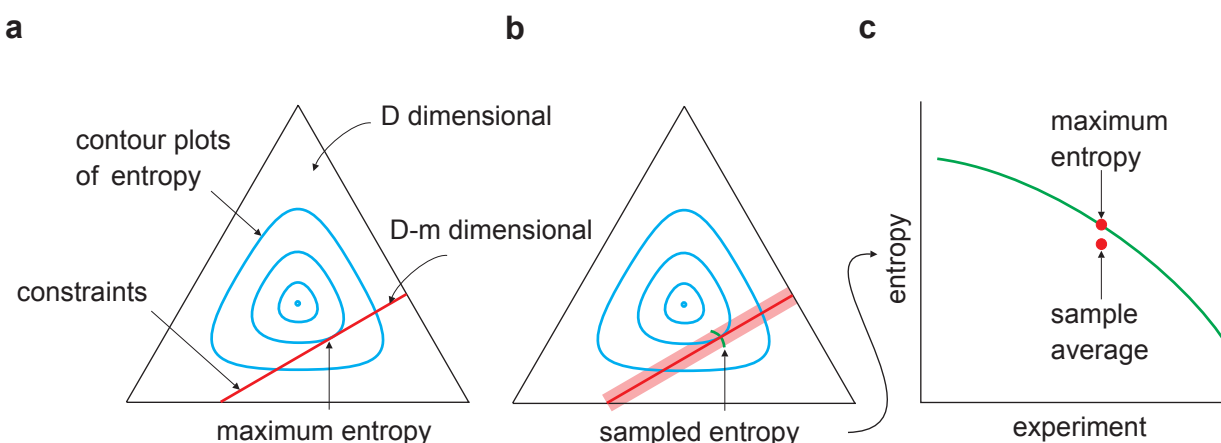 a
b
c
D dimensional
contour plots
of entropy
D-m dimensional
constraints
maximum entropy
sampled entropy
maximum
entropy
entropy
sample
average
experiment